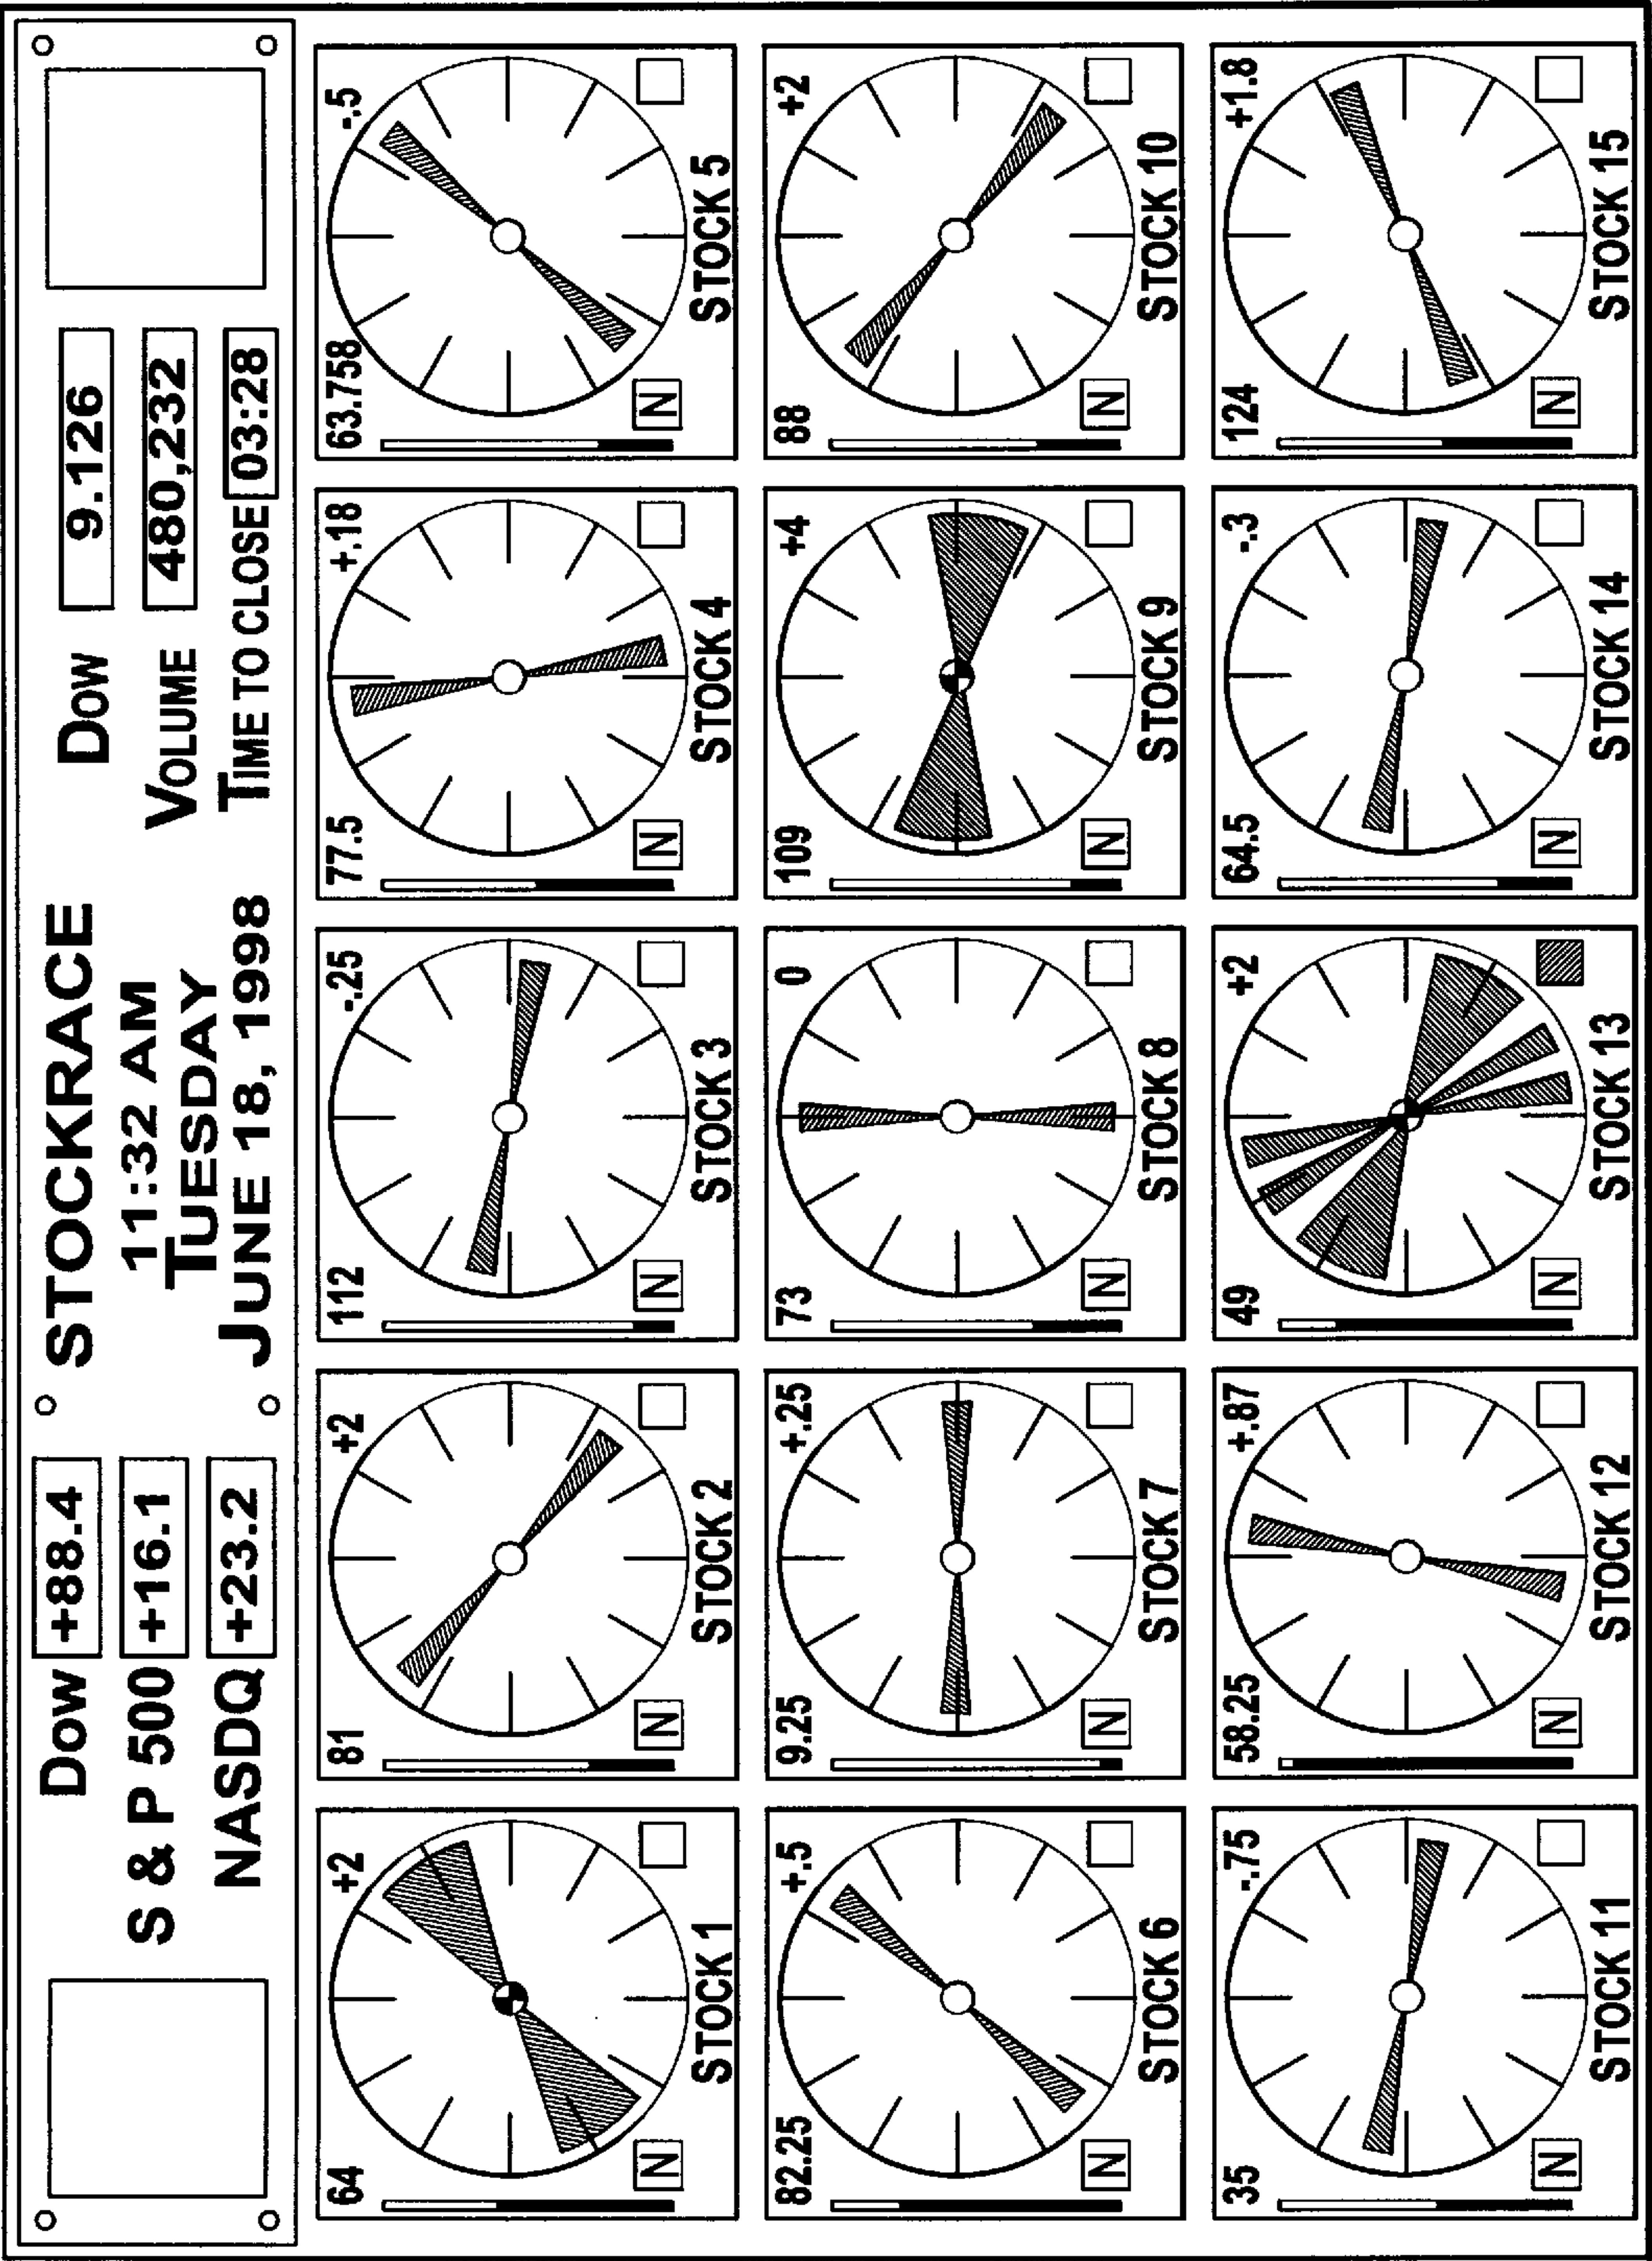 STOCKRACE
11:32 AM
TUESDAY
JUNE 18, 1998
DOW +88.4
S & P 500 +16.1
NASDQ +23.2
DOW 9.126
VOLUME 480,232
TIME TO CLOSE 03:28
64 +2
N
STOCK 1
81 +2
N
STOCK 2
112 -.25
N
STOCK 3
77.5 +.18
N
STOCK 4
63.758 -.5
N
STOCK 5
82.25 +.5
N
STOCK 6
9.25 +.25
N
STOCK 7
73 0
N
STOCK 8
109 +4
N
STOCK 9
88 +2
N
STOCK 10
35 -.75
N
STOCK 11
58.25 +.87
N
STOCK 12
49 +2
N
STOCK 13
64.5 -.3
N
STOCK 14
124 +1.8
N
STOCK 15